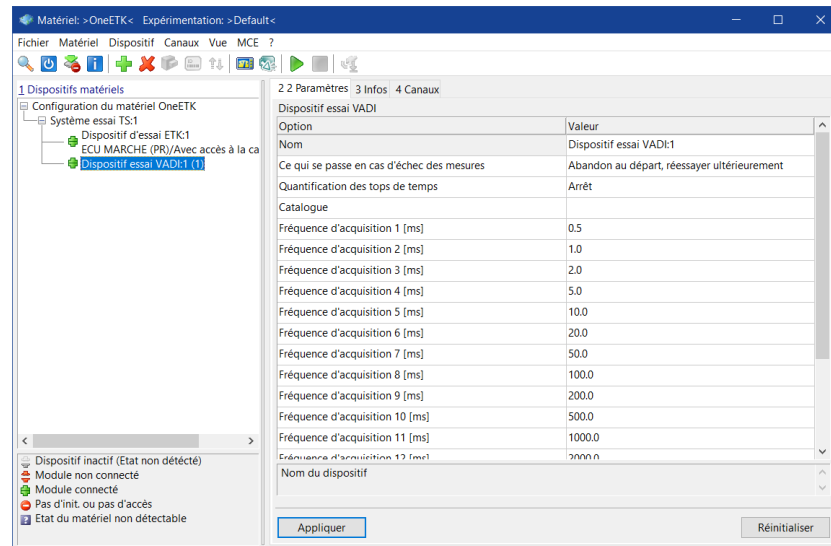 Matériel: >OneETK<   Expérimentation: >Default<
Fichier Matériel Dispositif Canaux Vue MCE ?
1 Dispositifs matériels
Configuration du matériel OneETK
Système essai TS:1
Dispositif d'essai ETK:1
ECU MARCHE (PR)/Avec accès à la ca
Dispositif essai VADI:1 (1)
Dispositif inactif (Etat non détécté)
Module non connecté
Module connecté
Pas d'init. ou pas d'accès
Etat du matériel non détectable
2 2 Paramètres 3 Infos 4 Canaux
Dispositif essai VADI
Option Valeur
Nom Dispositif essai VADI:1
Ce qui se passe en cas d'échec des mesures Abandon au départ, réessayer ultérieurement
Quantification des tops de temps Arrêt
Catalogue
Fréquence d'acquisition 1 [ms] 0.5
Fréquence d'acquisition 2 [ms] 1.0
Fréquence d'acquisition 3 [ms] 2.0
Fréquence d'acquisition 4 [ms] 5.0
Fréquence d'acquisition 5 [ms] 10.0
Fréquence d'acquisition 6 [ms] 20.0
Fréquence d'acquisition 7 [ms] 50.0
Fréquence d'acquisition 8 [ms] 100.0
Fréquence d'acquisition 9 [ms] 200.0
Fréquence d'acquisition 10 [ms] 500.0
Fréquence d'acquisition 11 [ms] 1000.0
Fréquence d'acquisition 12 [ms] 2000.0
Nom du dispositif
Appliquer Réinitialiser